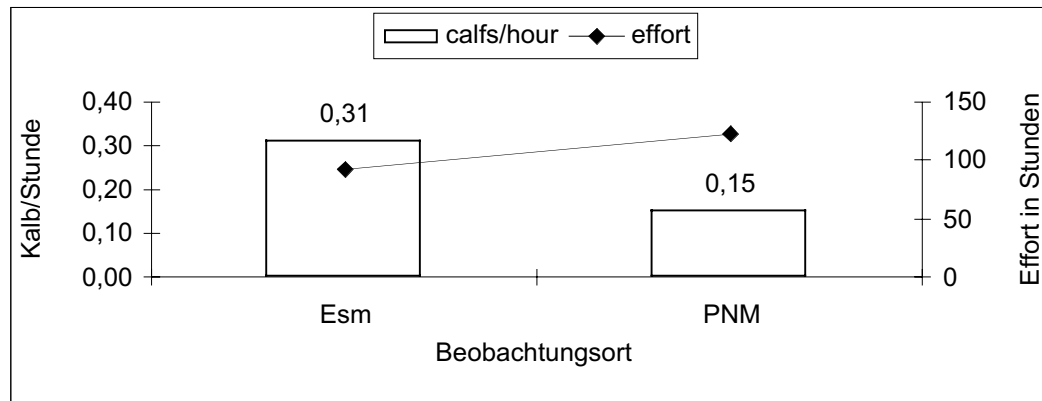 calfs/hour effort
Kalb/Stunde
0,40
0,30
0,20
0,10
0,00
0,31
0,15
150
100
50
0
Effort in Stunden
Esm PNM
Beobachtungsort